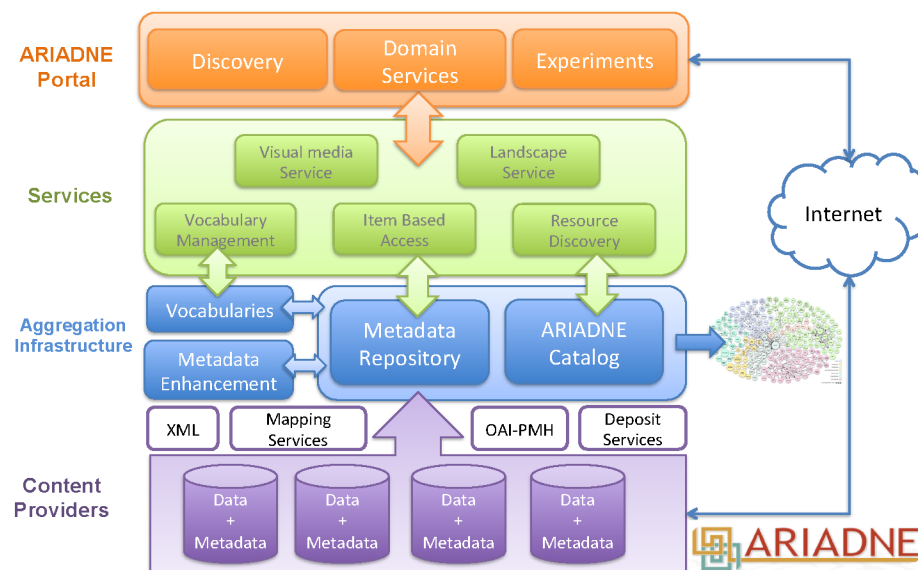 ARIADNE
Portal
Discovery
Domain
Services
Experiments
Services
Visual media
Service
Landscape
Service
Vocabulary
Management
Item Based
Access
Resource
Discovery
Internet
Aggregation
Infrastructure
Vocabularies
Metadata
Enhancement
Metadata
Repository
ARIADNE
Catalog
XML
Mapping
Services
OAI-PMH
Deposit
Services
Content
Providers
Data
+
Metadata
Data
+
Metadata
Data
+
Metadata
Data
+
Metadata
ARIADNE